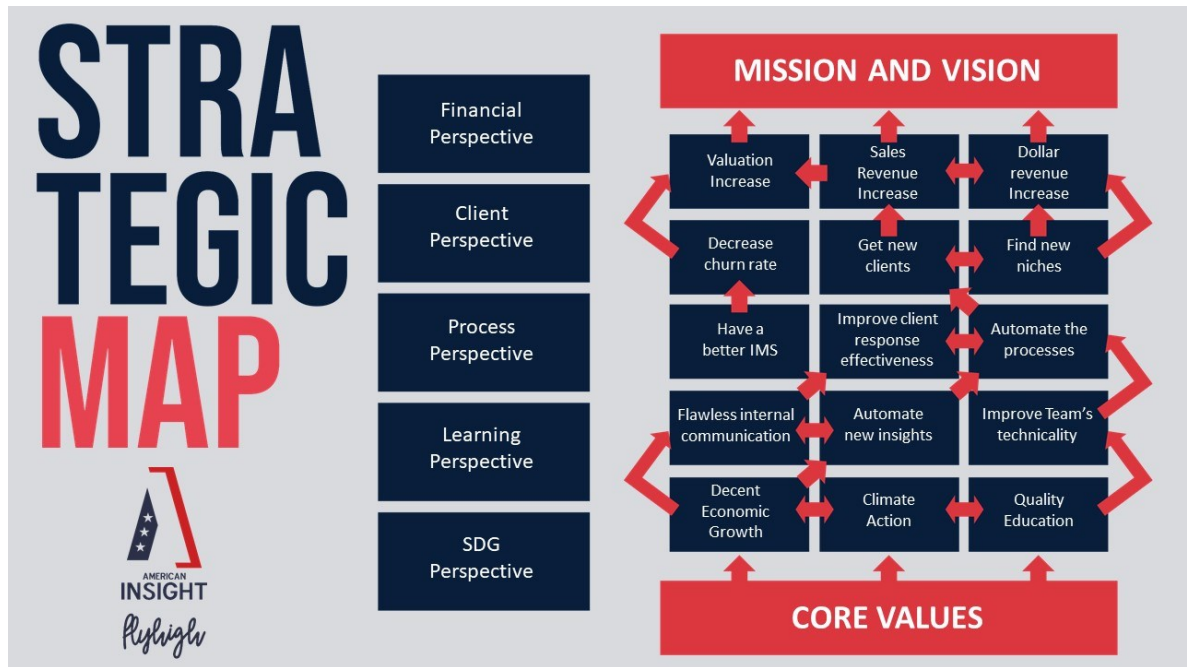 STRA
TEGIC
MAP
AMERICAN
INSIGHT
flyhigh
Financial
Perspective
Client
Perspective
Process
Perspective
Learning
Perspective
SDG
Perspective
MISSION AND VISION
Valuation
Increase
Sales
Revenue
Increase
Dollar
revenue
Increase
Decrease
churn rate
Get new
clients
Find new
niches
Have a
better IMS
Improve client
response
effectiveness
Automate the
processes
Flawless internal
communication
Automate
new insights
Improve Team's
technicality
Decent
Economic
Growth
Climate
Action
Quality
Education
CORE VALUES